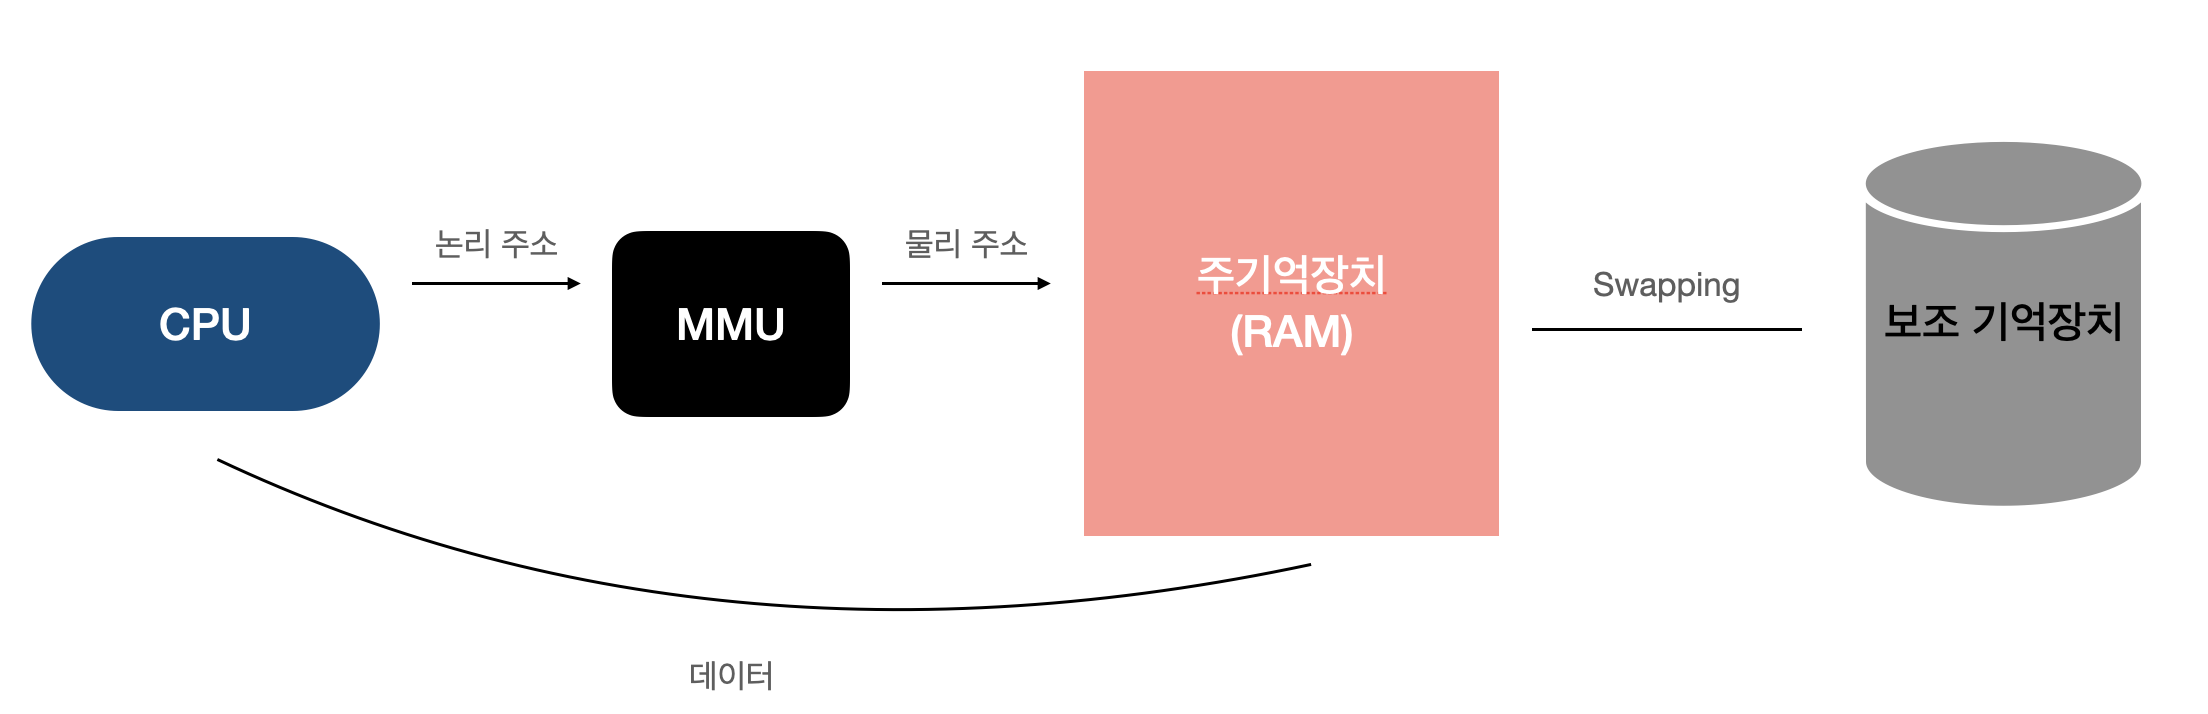 CPU
논리 주소
MMU
물리 주소
주기억장치
(RAM)
Swapping
보조 기억장치
데이터